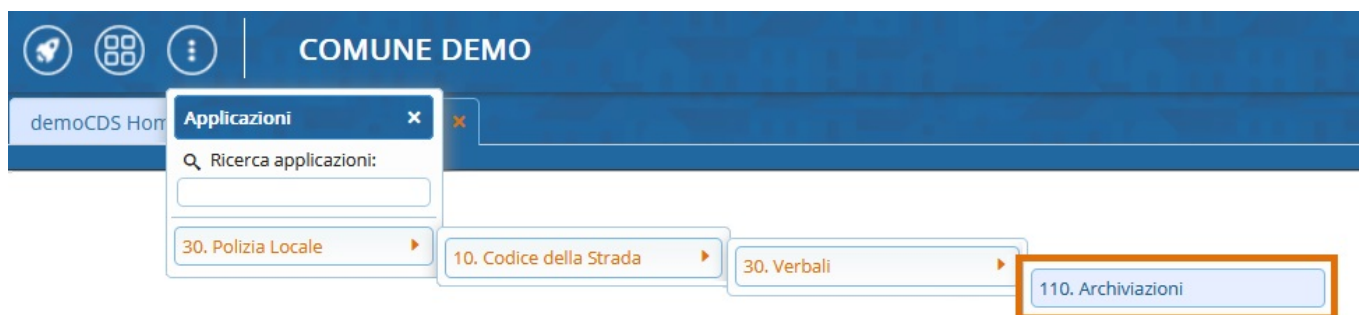 COMUNE DEMO
demoCDS Hom
Applicazioni
Ricerca applicazioni:
30. Polizia Locale
10. Codice della Strada
30. Verbali
110. Archiviazioni